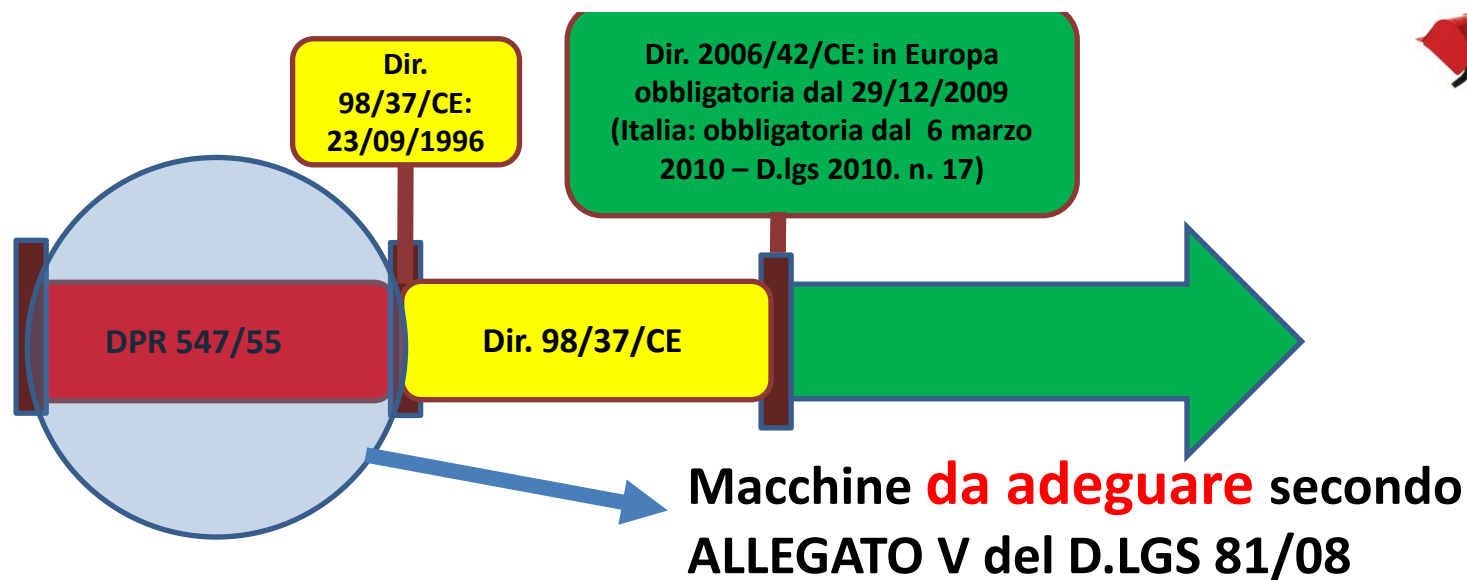 Dir.
98/37/CE:
23/09/1996
Dir. 2006/42/CE: in Europa
obbligatoria dal 29/12/2009
(Italia: obbligatoria dal 6 marzo
2010 – D.lgs 2010. n. 17)
DPR 547/55
Dir. 98/37/CE
Macchine da adeguare secondo
ALLEGATO V del D.LGS 81/08